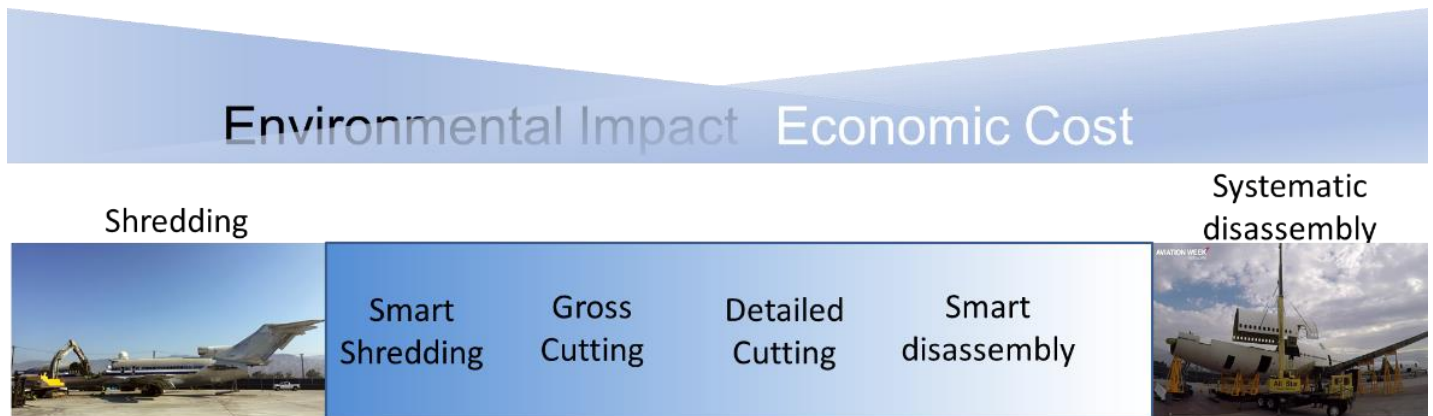 Environmental Impact Economic Cost
Shredding
Systematic
disassembly
Smart
Shredding
Gross
Cutting
Detailed
Cutting
Smart
disassembly
AVIATION WEEK